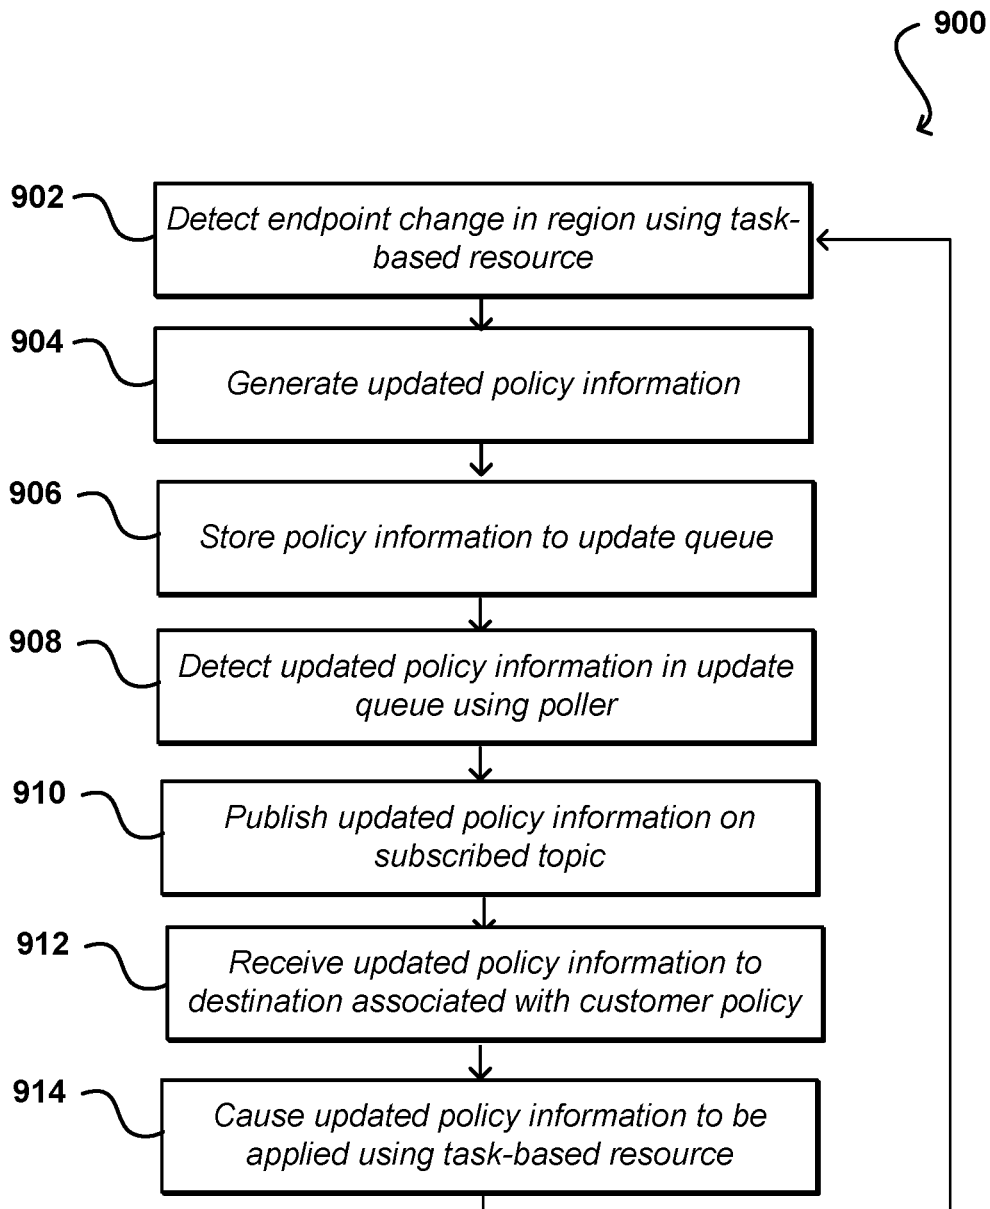 900
902
Detect endpoint change in region using task-
based resource
904
Generate updated policy information
906
Store policy information to update queue
908
Detect updated policy information in update
queue using poller
910
Publish updated policy information on
subscribed topic
912
Receive updated policy information to
destination associated with customer policy
914
Cause updated policy information to be
applied using task-based resource